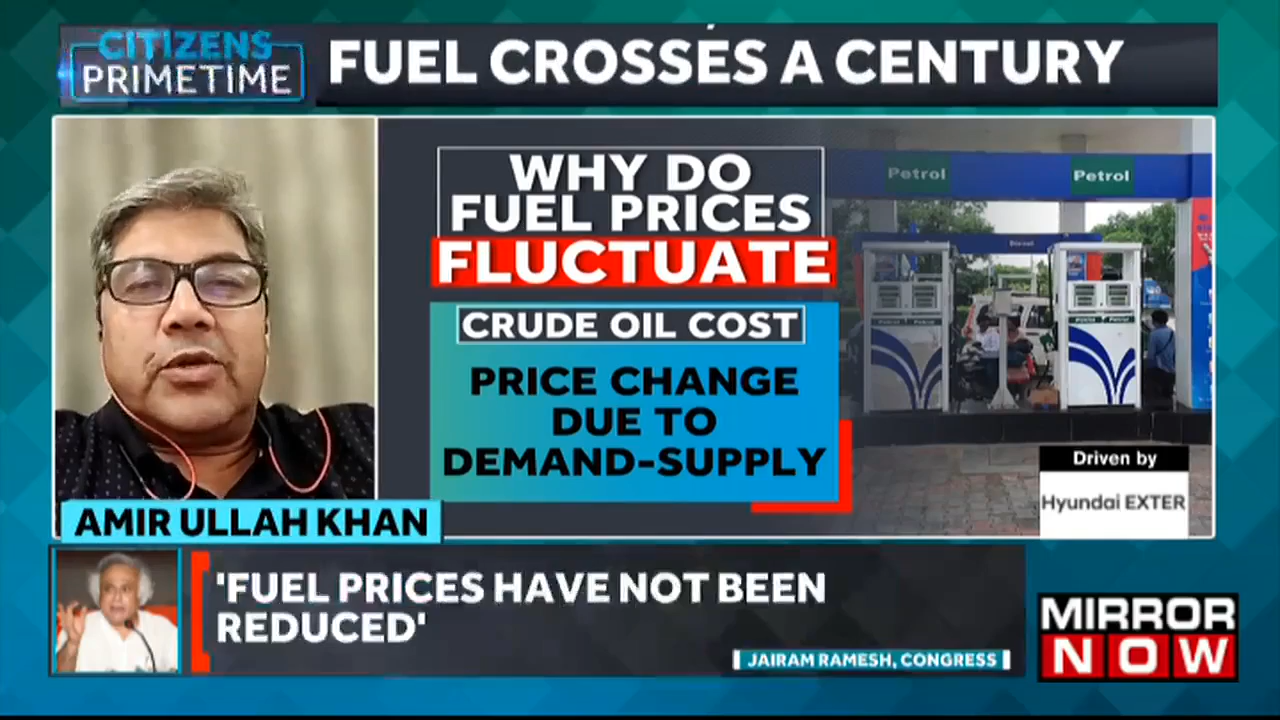 CITIZENS
PRIMETIME
FUEL CROSSES A CENTURY
WHY DO
FUEL PRICES
FLUCTUATE
CRUDE OIL COST
PRICE CHANGE
DUE TO
DEMAND-SUPPLY
Petrol
Petrol
Diesel
Driven by
Hyundai EXTER
AMIR ULLAH KHAN
'FUEL PRICES HAVE NOT BEEN
REDUCED'
JAIRAM RAMESH, CONGRESS
MIRROR
NOW